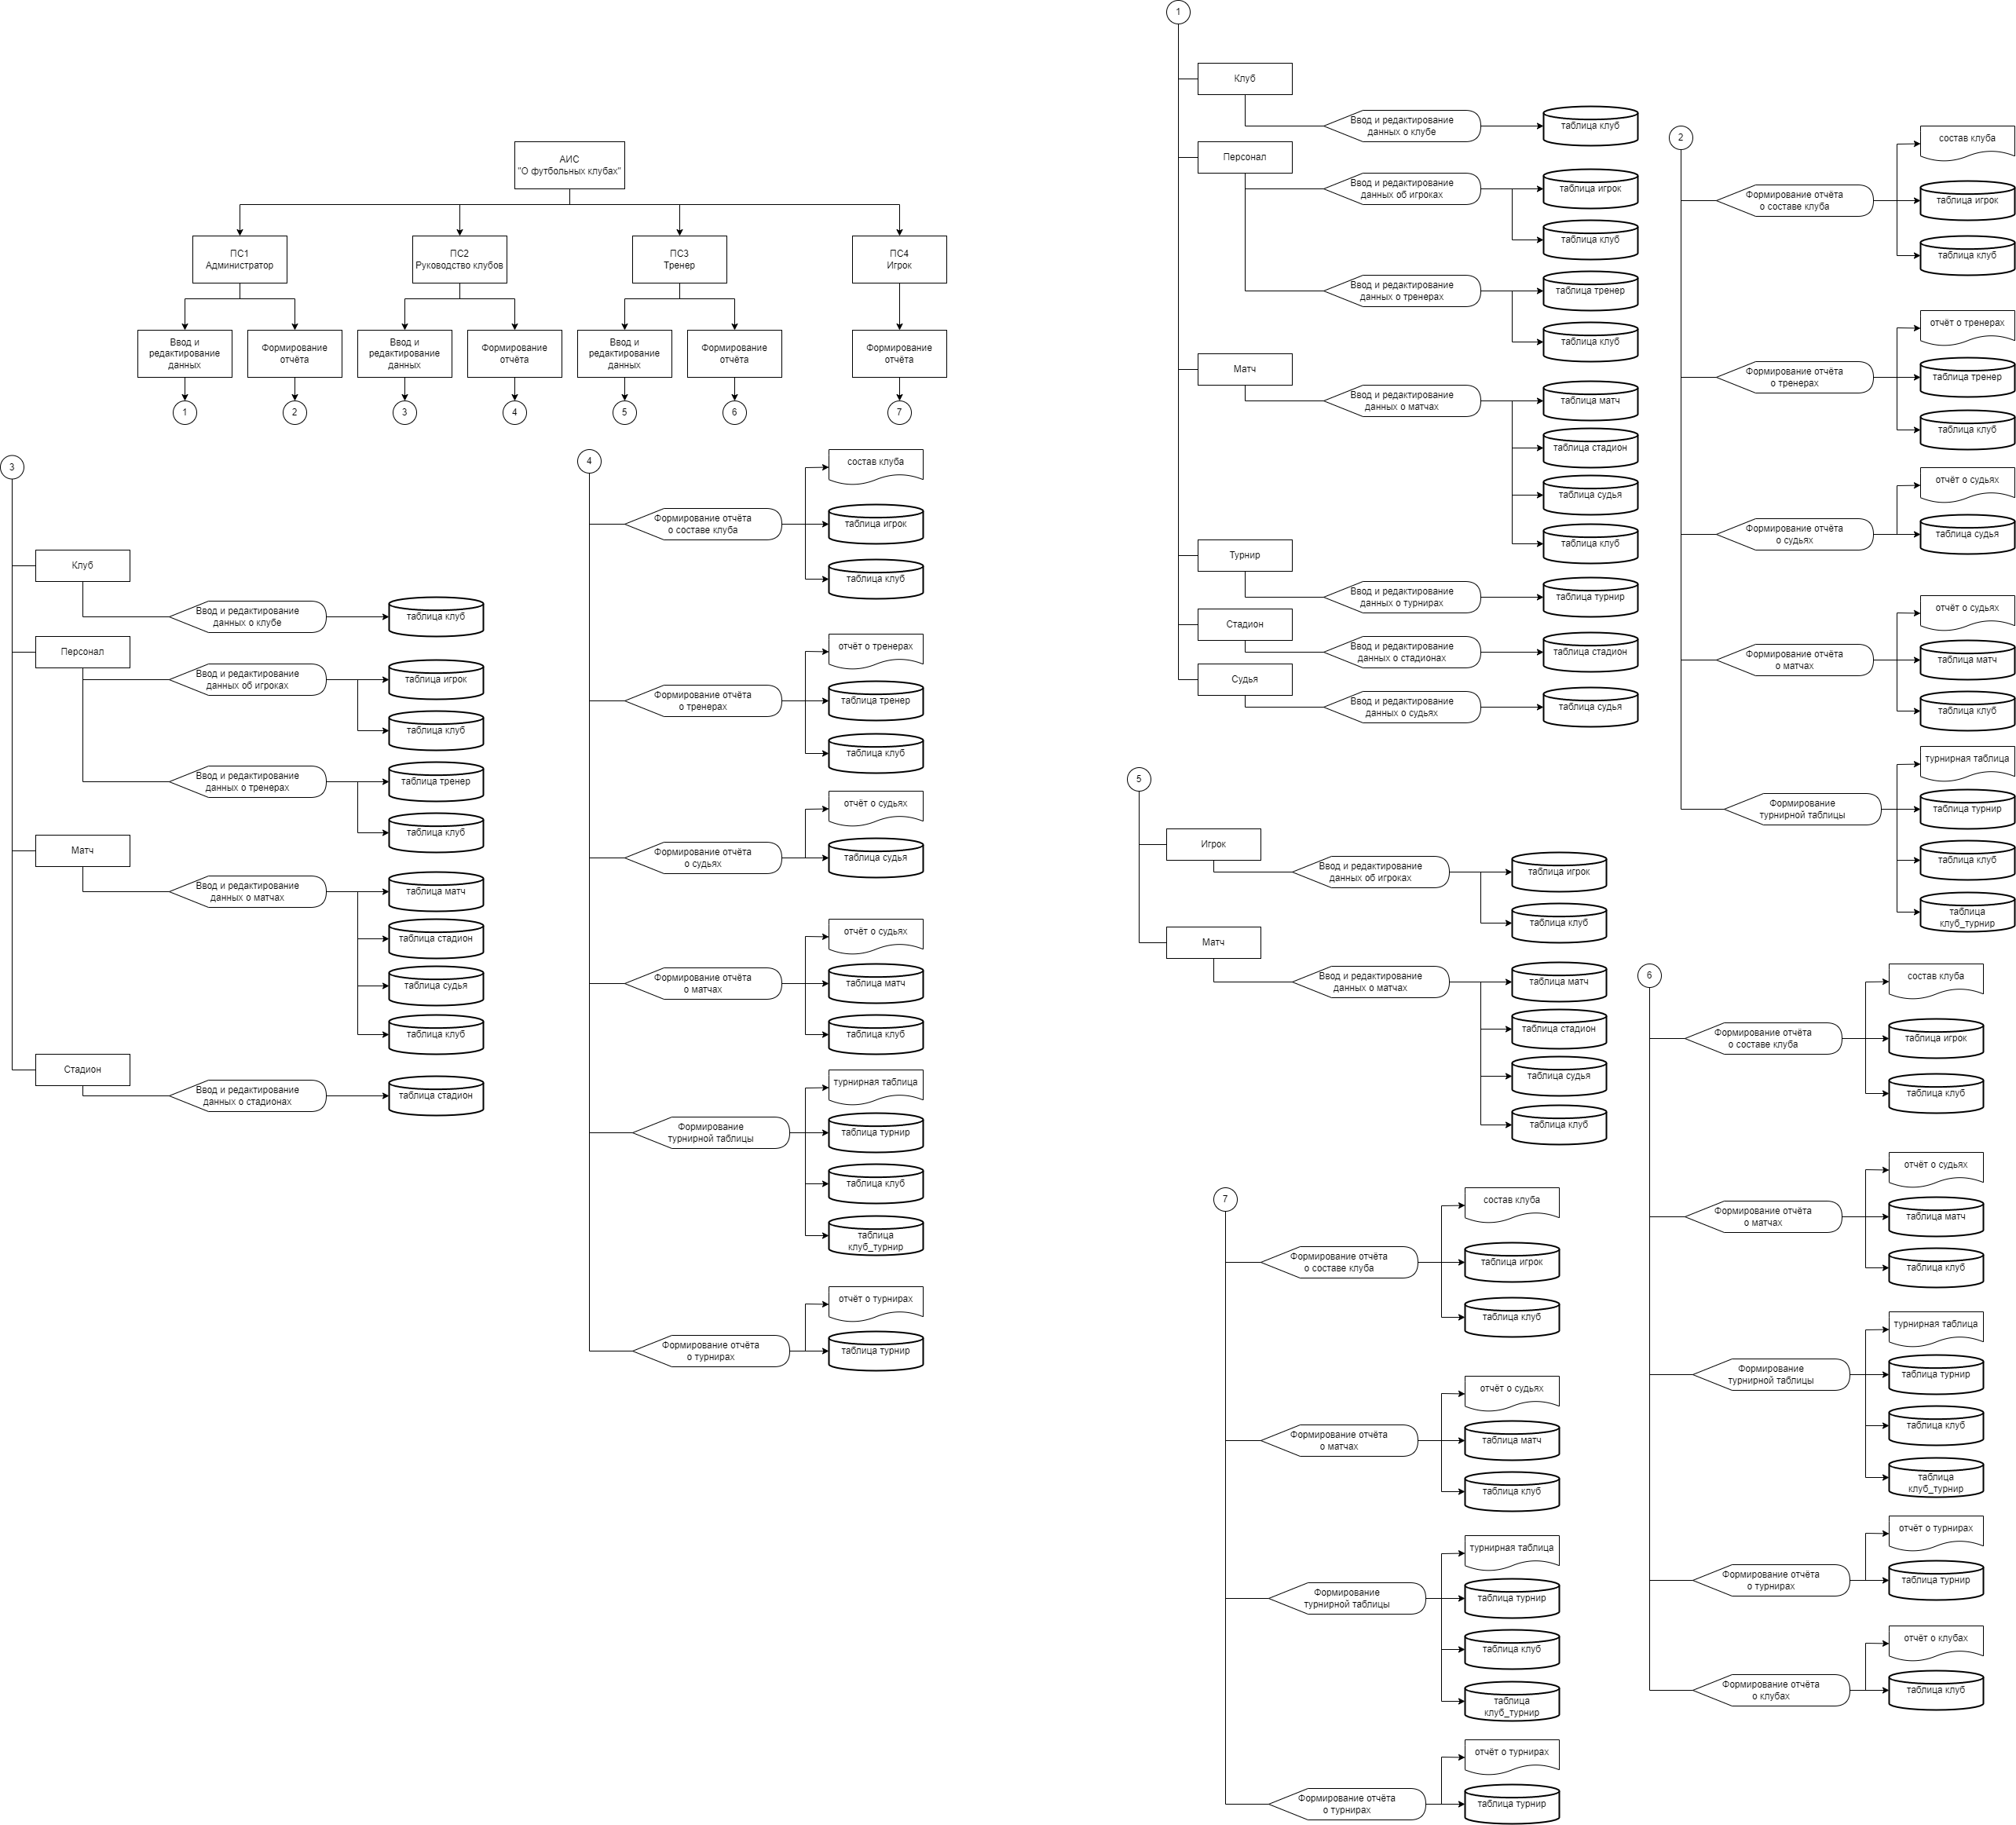 АИС
"О футбольных клубах"
ПС1
Администратор
ПС2
Руководство клубов
ПС3
Тренер
ПС4
Игрок
Ввод и
редактирование
данных
Формирование
отчёта
Ввод и
редактирование
данных
Формирование
отчёта
Ввод и
редактирование
данных
Формирование
отчёта
Формирование
отчёта
1
2
3
4
5
6
7
1
Клуб
Ввод и редактирование
данных о клубе
таблица клуб
Персонал
Ввод и редактирование
данных об игроках
таблица игрок
таблица клуб
Ввод и редактирование
данных о тренерах
таблица тренер
таблица клуб
Матч
Ввод и редактирование
данных о матчах
таблица матч
таблица стадион
таблица судья
таблица клуб
Турнир
Ввод и редактирование
данных о турнирах
таблица турнир
Стадион
Ввод и редактирование
данных о стадионах
таблица стадион
Судья
Ввод и редактирование
данных о судьях
таблица судья
2
Формирование отчёта
о составе клуба
состав клуба
таблица игрок
таблица клуб
Формирование отчёта
о тренерах
отчёт о тренерах
таблица тренер
таблица клуб
Формирование отчёта
о судьях
отчёт о судьях
таблица судья
Формирование отчёта
о матчах
отчёт о судьях
таблица матч
таблица клуб
Формирование
турнирной таблицы
турнирная таблица
таблица турнир
таблица клуб
таблица
клуб_турнир
3
Клуб
Ввод и редактирование
данных о клубе
таблица клуб
Персонал
Ввод и редактирование
данных об игроках
таблица игрок
таблица клуб
Ввод и редактирование
данных о тренерах
таблица тренер
таблица клуб
Матч
Ввод и редактирование
данных о матчах
таблица матч
таблица стадион
таблица судья
таблица клуб
Стадион
Ввод и редактирование
данных о стадионах
таблица стадион
4
Формирование отчёта
о составе клуба
состав клуба
таблица игрок
таблица клуб
Формирование отчёта
о тренерах
отчёт о тренерах
таблица тренер
таблица клуб
Формирование отчёта
о судьях
отчёт о судьях
таблица судья
Формирование отчёта
о матчах
отчёт о судьях
таблица матч
таблица клуб
Формирование
турнирной таблицы
турнирная таблица
таблица турнир
таблица клуб
таблица
клуб_турнир
Формирование отчёта
о турнирах
отчёт о турнирах
таблица турнир
5
Игрок
Ввод и редактирование
данных об игроках
таблица игрок
таблица клуб
Матч
Ввод и редактирование
данных о матчах
таблица матч
таблица стадион
таблица судья
таблица клуб
6
Формирование отчёта
о составе клуба
состав клуба
таблица игрок
таблица клуб
Формирование отчёта
о матчах
отчёт о судьях
таблица матч
таблица клуб
Формирование
турнирной таблицы
турнирная таблица
таблица турнир
таблица клуб
таблица
клуб_турнир
Формирование отчёта
о турнирах
отчёт о турнирах
таблица турнир
Формирование отчёта
о клубах
отчёт о клубах
таблица клуб
7
Формирование отчёта
о составе клуба
состав клуба
таблица игрок
таблица клуб
Формирование отчёта
о матчах
отчёт о судьях
таблица матч
таблица клуб
Формирование
турнирной таблицы
турнирная таблица
таблица турнир
таблица клуб
таблица
клуб_турнир
Формирование отчёта
о турнирах
отчёт о турнирах
таблица турнир